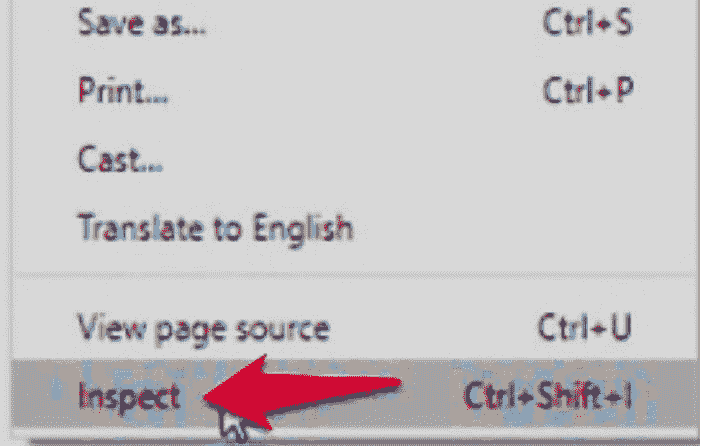 Save as... Ctrl+S
Print... Ctrl+P
Cast...
Translate to English
View page source Ctrl+U
Inspect Ctrl+Shift+I